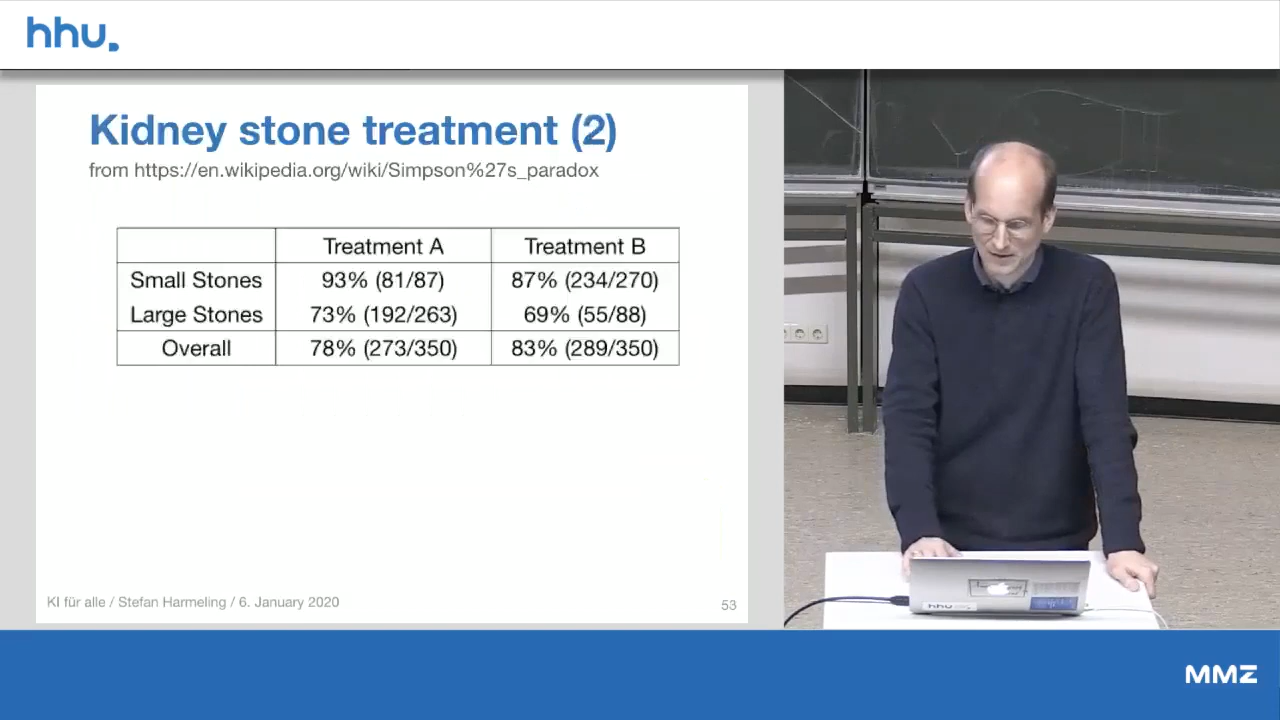 hhu.
Kidney stone treatment (2)
from https://en.wikipedia.org/wiki/Simpson%27s_paradox
Treatment A Treatment B
Small Stones 93% (81/87) 87% (234/270)
Large Stones 73% (192/263) 69% (55/88)
Overall 78% (273/350) 83% (289/350)
KI für alle / Stefan Harmeling / 6. January 2020
53
hhu.
MMZ